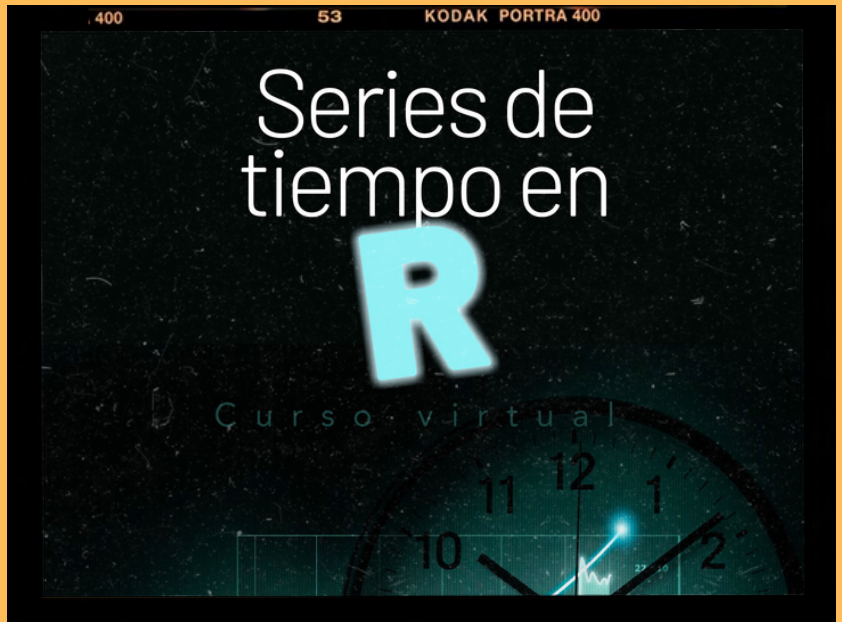 400 53 KODAK PORTRA 400
Series de
tiempo en
R
Curso virtual
12
11 1
10 2